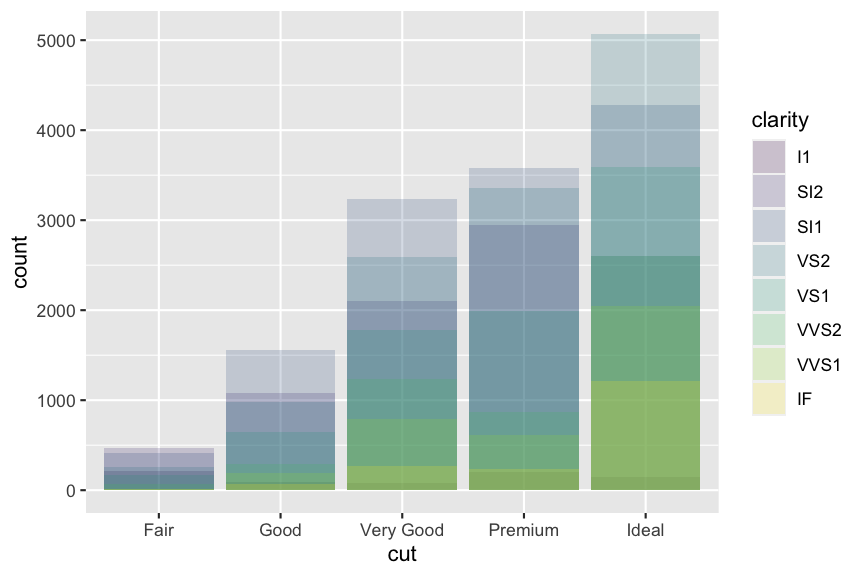 5000
4000
3000
2000
1000
0
count
Fair
Good
Very Good
Premium
Ideal
cut
clarity
I1
SI2
SI1
VS2
VS1
VVS2
VVS1
IF